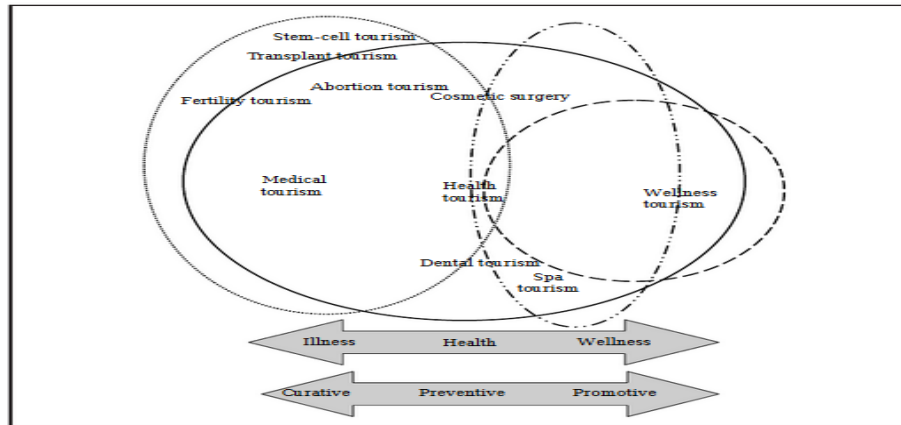 Stem-cell tourism
Transplant tourism
Abortion tourism
Cosmetic surgery
Fertility tourism
Medical
tourism
Health
tourism
Wellness
tourism
Dental tourism
Spa
tourism
Illness Health Wellness
Curative Preventive Promotive